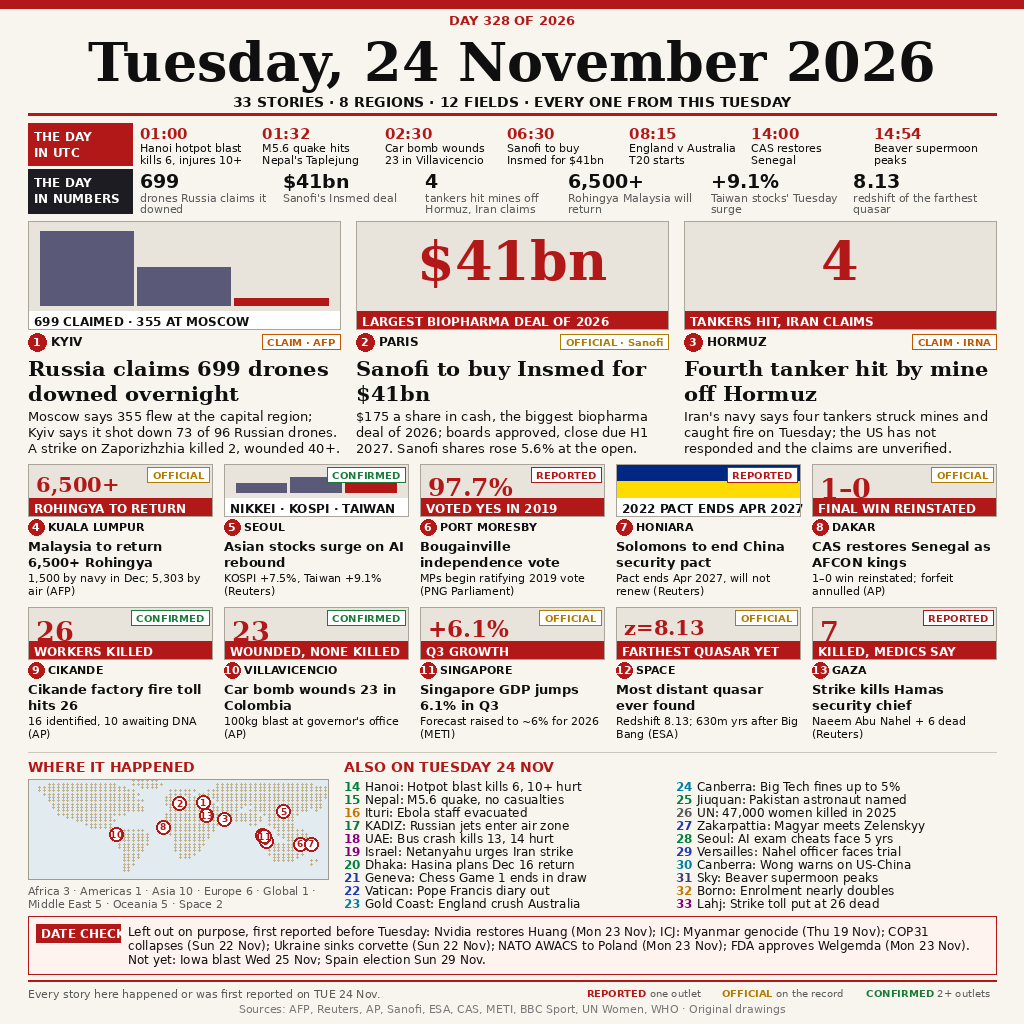 DAY 328 OF 2026
Tuesday, 24 November 2026
33 STORIES · 8 REGIONS · 12 FIELDS · EVERY ONE FROM THIS TUESDAY
THE DAY
IN UTC
01:00
Hanoi hotpot blast
kills 6, injures 10+
01:32
M5.6 quake hits
Nepal's Taplejung
02:30
Car bomb wounds
23 in Villavicencio
06:30
Sanofi to buy
Insmed for $41bn
08:15
England v Australia
T20 starts
14:00
CAS restores
Senegal
14:54
Beaver supermoon
peaks
THE DAY
IN NUMBERS
699
drones Russia claims it
downed
$41bn
Sanofi's Insmed deal
4
tankers hit mines off
Hormuz, Iran claims
6,500+
Rohingya Malaysia will
return
+9.1%
Taiwan stocks' Tuesday
surge
8.13
redshift of the farthest
quasar
699 CLAIMED · 355 AT MOSCOW
1 KYIV
CLAIM · AFP
Russia claims 699 drones
downed overnight
Moscow says 355 flew at the capital region;
Kyiv says it shot down 73 of 96 Russian drones.
A strike on Zaporizhzhia killed 2, wounded 40+.
$41bn
LARGEST BIOPHARMA DEAL OF 2026
2 PARIS
OFFICIAL · Sanofi
Sanofi to buy Insmed for
$41bn
$175 a share in cash, the biggest biopharma
deal of 2026; boards approved, close due H1
2027. Sanofi shares rose 5.6% at the open.
4
TANKERS HIT, IRAN CLAIMS
3 HORMUZ
CLAIM · IRNA
Fourth tanker hit by mine
off Hormuz
Iran's navy says four tankers struck mines and
caught fire on Tuesday; the US has not
responded and the claims are unverified.
6,500+
OFFICIAL
ROHINGYA TO RETURN
4 KUALA LUMPUR
Malaysia to return
6,500+ Rohingya
1,500 by navy in Dec; 5,303 by
air (AFP)
CONFIRMED
NIKKEI · KOSPI · TAIWAN
5 SEOUL
Asian stocks surge on AI
rebound
KOSPI +7.5%, Taiwan +9.1%
(Reuters)
97.7%
REPORTED
VOTED YES IN 2019
6 PORT MORESBY
Bougainville
independence vote
MPs begin ratifying 2019 vote
(PNG Parliament)
REPORTED
2022 PACT ENDS APR 2027
7 HONIARA
Solomons to end China
security pact
Pact ends Apr 2027, will not
renew (Reuters)
1–0
OFFICIAL
FINAL WIN REINSTATED
8 DAKAR
CAS restores Senegal as
AFCON kings
1–0 win reinstated; forfeit
annulled (AP)
26
CONFIRMED
WORKERS KILLED
9 CIKANDE
Cikande factory fire toll
hits 26
16 identified, 10 awaiting DNA
(AP)
23
CONFIRMED
WOUNDED, NONE KILLED
10 VILLAVICENCIO
Car bomb wounds 23 in
Colombia
100kg blast at governor's office
(AP)
+6.1%
OFFICIAL
Q3 GROWTH
11 SINGAPORE
Singapore GDP jumps
6.1% in Q3
Forecast raised to ~6% for 2026
(METI)
z=8.13
OFFICIAL
FARTHEST QUASAR YET
12 SPACE
Most distant quasar
ever found
Redshift 8.13; 630m yrs after Big
Bang (ESA)
7
REPORTED
KILLED, MEDICS SAY
13 GAZA
Strike kills Hamas
security chief
Naeem Abu Nahel + 6 dead
(Reuters)
WHERE IT HAPPENED
2 1 13 3 5 8 10 11 6 7
Africa 3 · Americas 1 · Asia 10 · Europe 6 · Global 1 ·
Middle East 5 · Oceania 5 · Space 2
ALSO ON TUESDAY 24 NOV
14 Hanoi: Hotpot blast kills 6, 10+ hurt
15 Nepal: M5.6 quake, no casualties
16 Ituri: Ebola staff evacuated
17 KADIZ: Russian jets enter air zone
18 UAE: Bus crash kills 13, 14 hurt
19 Israel: Netanyahu urges Iran strike
20 Dhaka: Hasina plans Dec 16 return
21 Geneva: Chess Game 1 ends in draw
22 Vatican: Pope Francis diary out
23 Gold Coast: England crush Australia
24 Canberra: Big Tech fines up to 5%
25 Jiuquan: Pakistan astronaut named
26 UN: 47,000 women killed in 2025
27 Zakarpattia: Magyar meets Zelenskyy
28 Seoul: AI exam cheats face 5 yrs
29 Versailles: Nahel officer faces trial
30 Canberra: Wong warns on US-China
31 Sky: Beaver supermoon peaks
32 Borno: Enrolment nearly doubles
33 Lahj: Strike toll put at 26 dead
DATE CHECK
Left out on purpose, first reported before Tuesday: Nvidia restores Huang (Mon 23 Nov); ICJ: Myanmar genocide (Thu 19 Nov); COP31
collapses (Sun 22 Nov); Ukraine sinks corvette (Sun 22 Nov); NATO AWACS to Poland (Mon 23 Nov); FDA approves Welgemda (Mon 23 Nov).
Not yet: Iowa blast Wed 25 Nov; Spain election Sun 29 Nov.
Every story here happened or was first reported on TUE 24 Nov.
REPORTED one outlet OFFICIAL on the record CONFIRMED 2+ outlets
Sources: AFP, Reuters, AP, Sanofi, ESA, CAS, METI, BBC Sport, UN Women, WHO · Original drawings